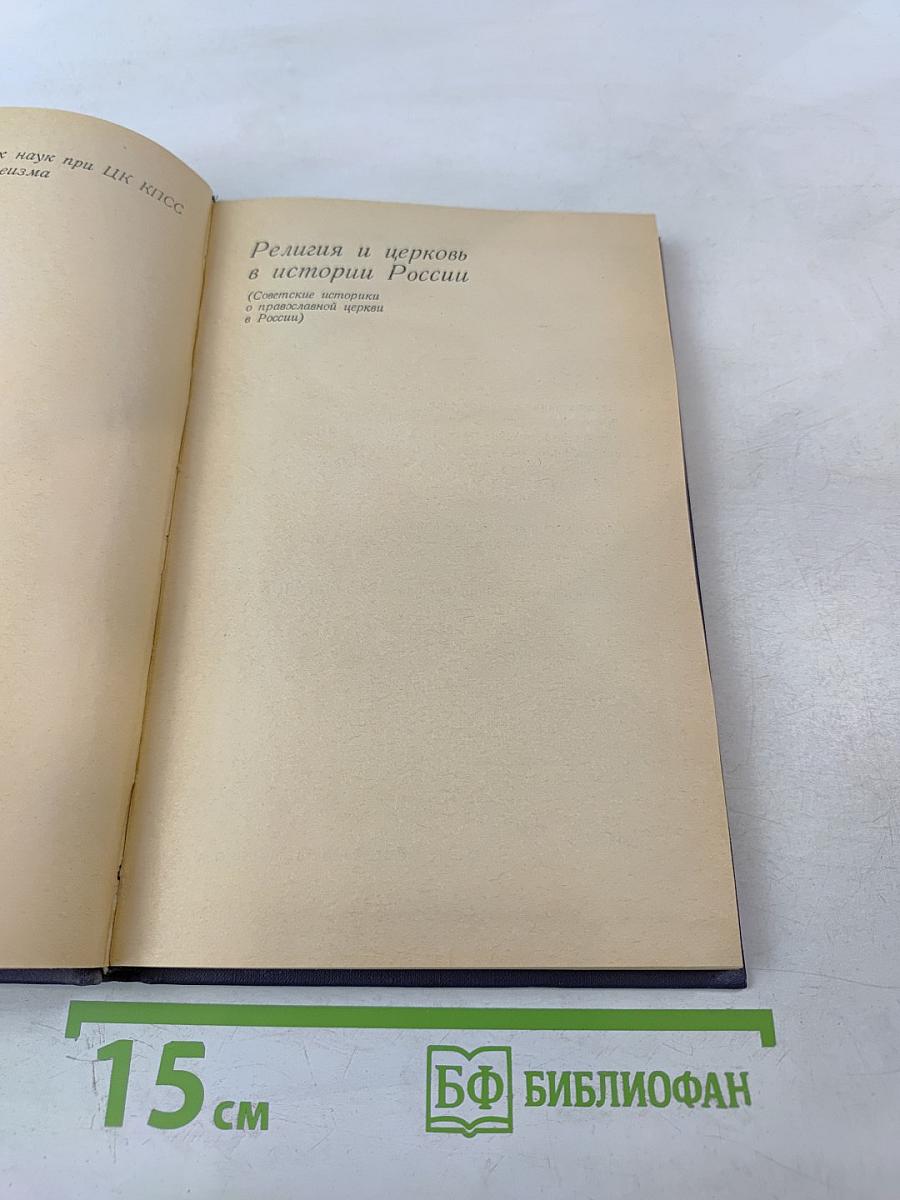 х наук при ЦК КПСС
еизма
Религия и церковь
в истории России
(Советские историки
о православной церкви
в России)
15 см
БФ БИБЛИОФАН